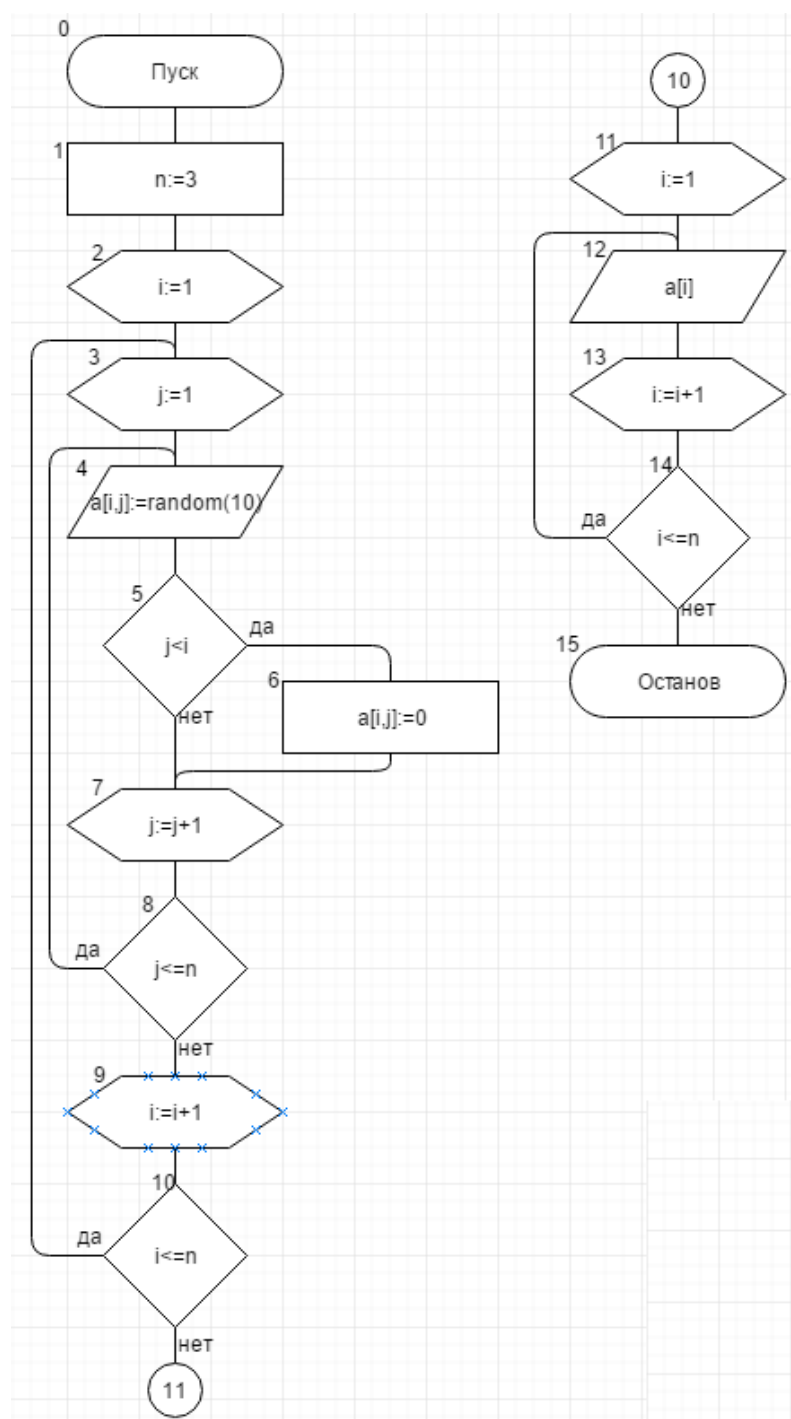 0
Пуск
1
n:=3
2
i:=1
3
j:=1
4
a[i,j]:=random(10)
5
j<i
да
нет
6
a[i,j]:=0
7
j:=j+1
8
j<=n
да
нет
9
i:=i+1
10
i<=n
да
нет
11
10
11
i:=1
12
a[i]
13
i:=i+1
14
i<=n
да
нет
15
Останов